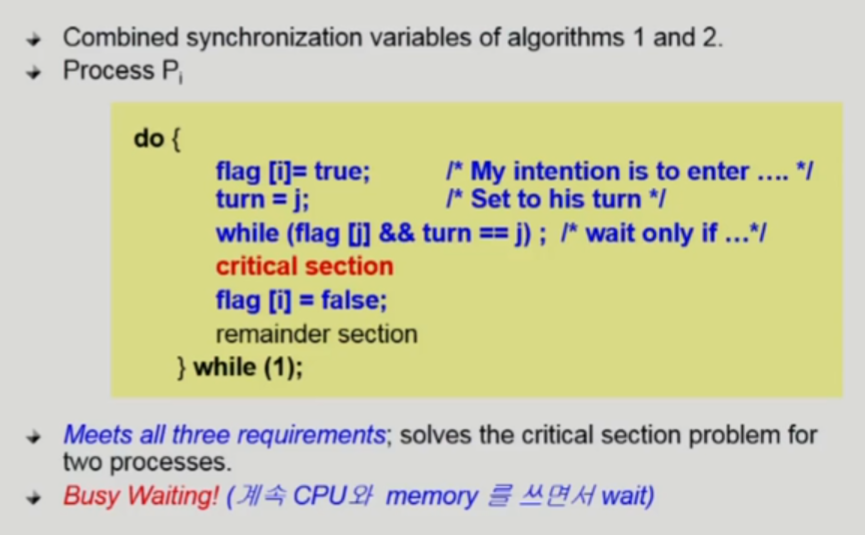 Combined synchronization variables of algorithms 1 and 2.
Process Pi
do {
flag [i]= true; /* My intention is to enter .... */
turn = j; /* Set to his turn */
while (flag [j] && turn == j) ; /* wait only if ...*/
critical section
flag [i] = false;
remainder section
} while (1);
Meets all three requirements; solves the critical section problem for
two processes.
Busy Waiting! (계속 CPU와 memory 를 쓰면서 wait)